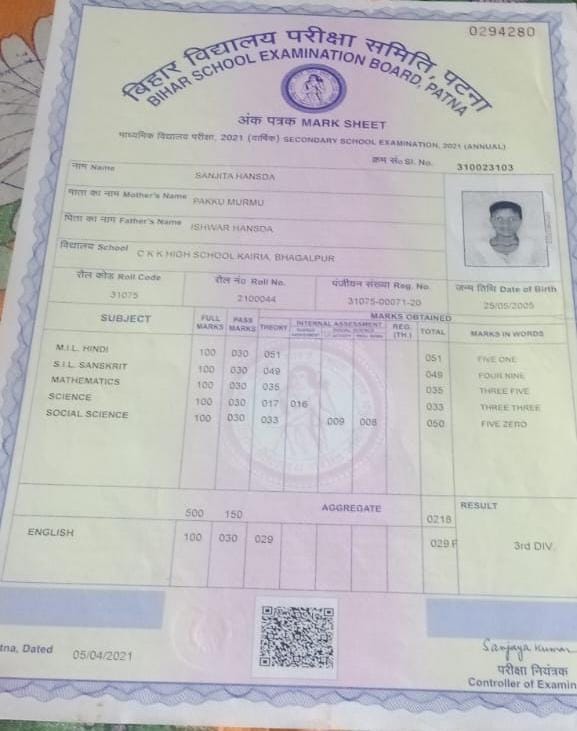 0294280
बिहार विद्यालय परीक्षा समिति, पटना
BIHAR SCHOOL EXAMINATION BOARD, PATNA
अंक पत्रक MARK SHEET
माध्यमिक विद्यालय परीक्षा, 2021 (वार्षिक) SECONDARY SCHOOL EXAMINATION, 2021 (ANNUAL)
क्रम सं० Sl. No. 310023103
नाम Name SANJITA HANSDA
माता का नाम Mother's Name PAKKU MURMU
पिता का नाम Father's Name ISHWAR HANSDA
विद्यालय School C K K HIGH SCHOOL KAIRIA, BHAGALPUR
रौल कोड Roll Code रौल नं० Roll No. पंजीयन संख्या Reg. No. जन्म तिथि Date of Birth
31075 2100044 31075-00071-20 25/05/2005
SUBJECT FULL MARKS PASS MARKS THEORY INTERNAL ASSESSMENT REG. (TH.) MARKS OBTAINED TOTAL MARKS IN WORDS
M.I.L. HINDI 100 030 051 051 FIVE ONE
S.I.L. SANSKRIT 100 030 049 049 FOUR NINE
MATHEMATICS 100 030 035 035 THREE FIVE
SCIENCE 100 030 017 016 033 THREE THREE
SOCIAL SCIENCE 100 030 033 009 008 050 FIVE ZERO
500 150 AGGREGATE 0218 RESULT
ENGLISH 100 030 029 029 F 3rd DIV.
tna, Dated 05/04/2021
Sanjaya Kumar
परीक्षा नियंत्रक
Controller of Examin